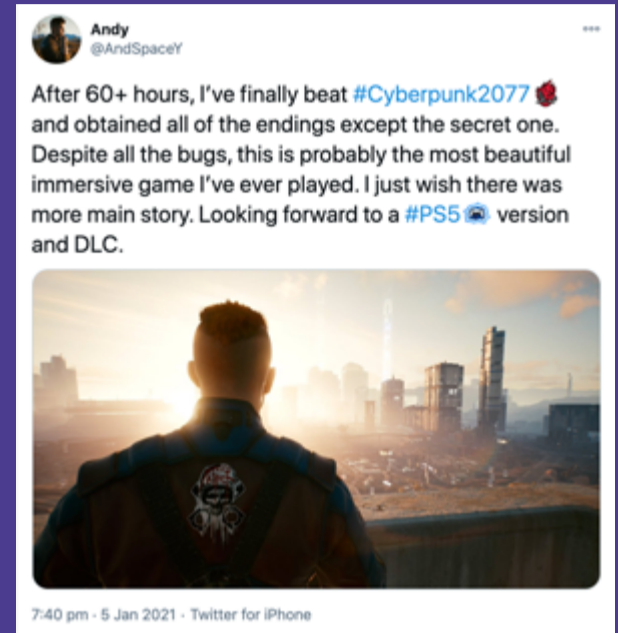 Andy
@AndSpaceY
After 60+ hours, I've finally beat #Cyberpunk2077
and obtained all of the endings except the secret one.
Despite all the bugs, this is probably the most beautiful
immersive game I've ever played. I just wish there was
more main story. Looking forward to a #PS5 version
and DLC.
7:40 pm · 5 Jan 2021 · Twitter for iPhone